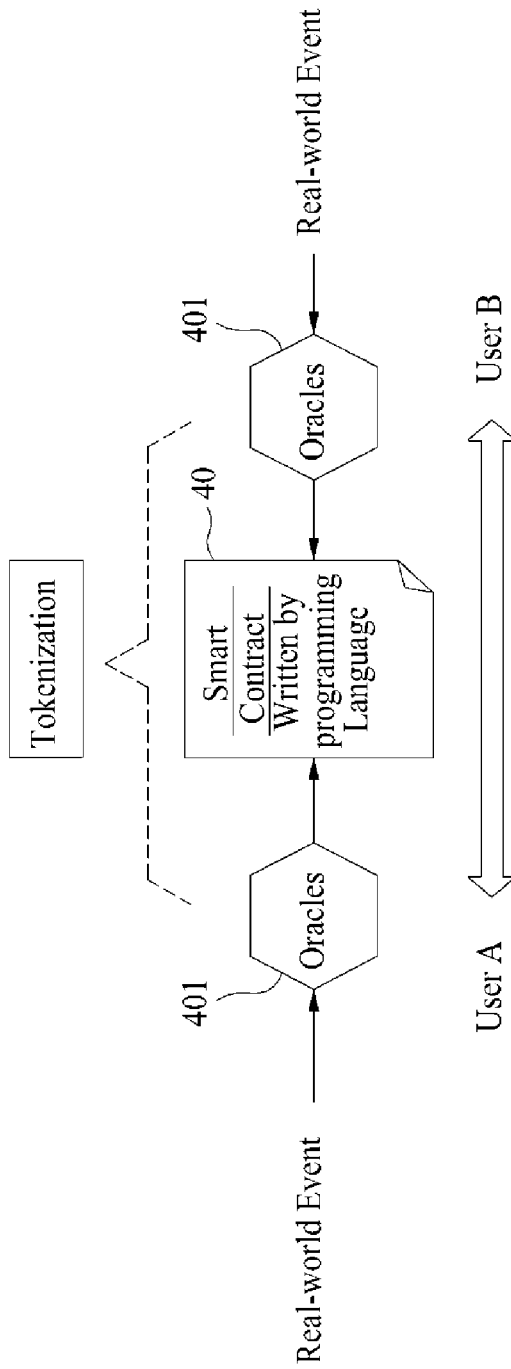 Tokenization
40
401
401
Real-world Event
Oracles
Smart
Contract
Written by
programming
Language
Oracles
Real-world Event
User A
User B